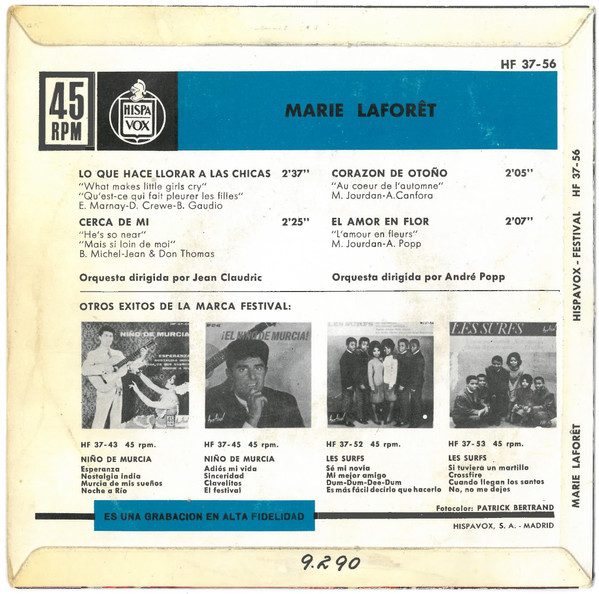 HF 37-56
45
RPM
HISPA
VOX
MARIE LAFORÊT
LO QUE HACE LLORAR A LAS CHICAS 2'37"
"What makes little girls cry"
"Qu'est-ce qui fait pleurer les filles"
E. Marnay-D. Crewe-B. Gaudio
CERCA DE MI 2'25"
"He's so near"
"Mais si loin de moi"
B. Michel-Jean & Don Thomas
Orquesta dirigida por Jean Claudric
CORAZON DE OTOÑO 2'05"
"Au coeur de l'automne"
M. Jourdan-A.Canfora
EL AMOR EN FLOR 2'07"
"L'amour en fleurs"
M. Jourdan-A. Popp
Orquesta dirigida por André Popp
OTROS EXITOS DE LA MARCA FESTIVAL:
NIÑO DE MURCIA
ESPERANZA
¡EL NIÑO DE MURCIA!
LES SURFS
HF 37-43 45 rpm.
NIÑO DE MURCIA
Esperanza
Nostalgia India
Murcia de mis sueños
Noche a Río
HF 37-45 45 rpm.
NIÑO DE MURCIA
Adiós mi vida
Sinceridad
Clavelitos
El festival
HF 37-52 45 rpm.
LES SURFS
Sé mi novia
Mi mejor amigo
Dum-Dum-Dee-Dum
Es más fácil decirlo que hacerlo
HF 37-53 45 rpm.
LES SURFS
Si tuviera un martillo
Crossfire
Cuando llegan los santos
No, no me dejes
ES UNA GRABACION EN ALTA FIDELIDAD
Fotocolor: PATRICK BERTRAND
HISPAVOX, S. A. - MADRID
MARIE LAFORÊT
HISPAVOX - FESTIVAL HF 37-56
9.290